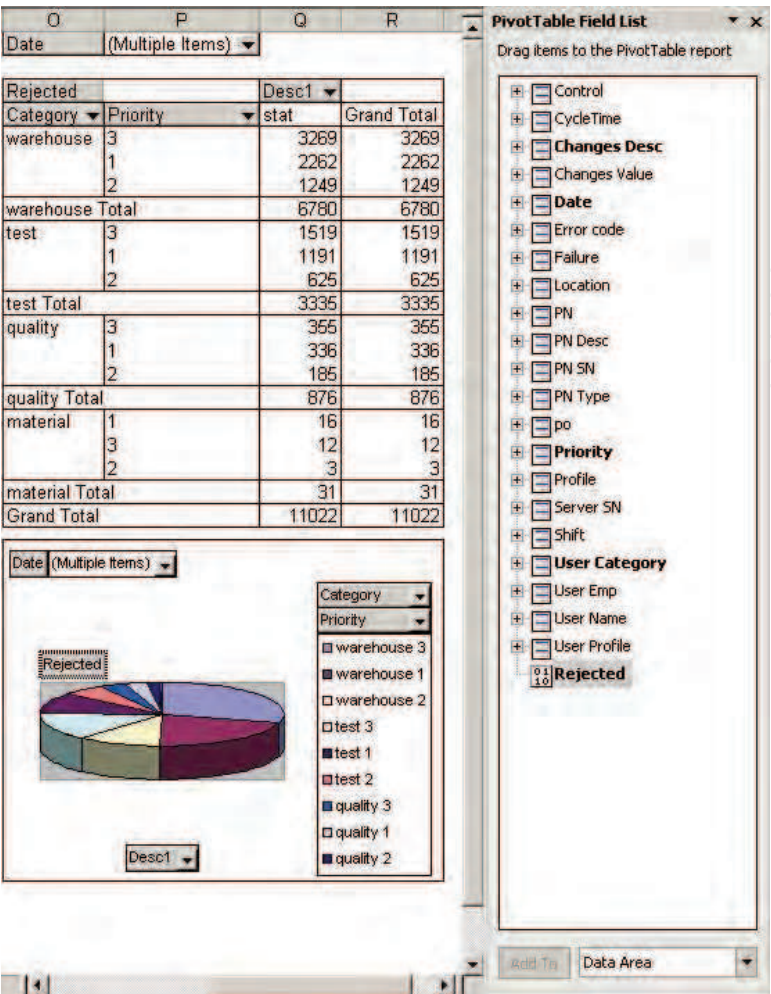 O P Q R
Date (Multiple Items)
Rejected Desc1
Category Priority stat Grand Total
warehouse 3 3269 3269
1 2262 2262
2 1249 1249
warehouse Total 6780 6780
test 3 1519 1519
1 1191 1191
2 625 625
test Total 3335 3335
quality 3 355 355
1 336 336
2 185 185
quality Total 876 876
material 1 16 16
3 12 12
2 3 3
material Total 31 31
Grand Total 11022 11022
Date (Multiple Items)
Category
Priority
Rejected
warehouse 3
warehouse 1
warehouse 2
test 3
test 1
test 2
quality 3
quality 1
quality 2
Desc1
PivotTable Field List
Drag items to the PivotTable report
Control
CycleTime
Changes Desc
Changes Value
Date
Error code
Failure
Location
PN
PN Desc
PN SN
PN Type
po
Priority
Profile
Server SN
Shift
User Category
User Emp
User Name
User Profile
Rejected
Add To Data Area